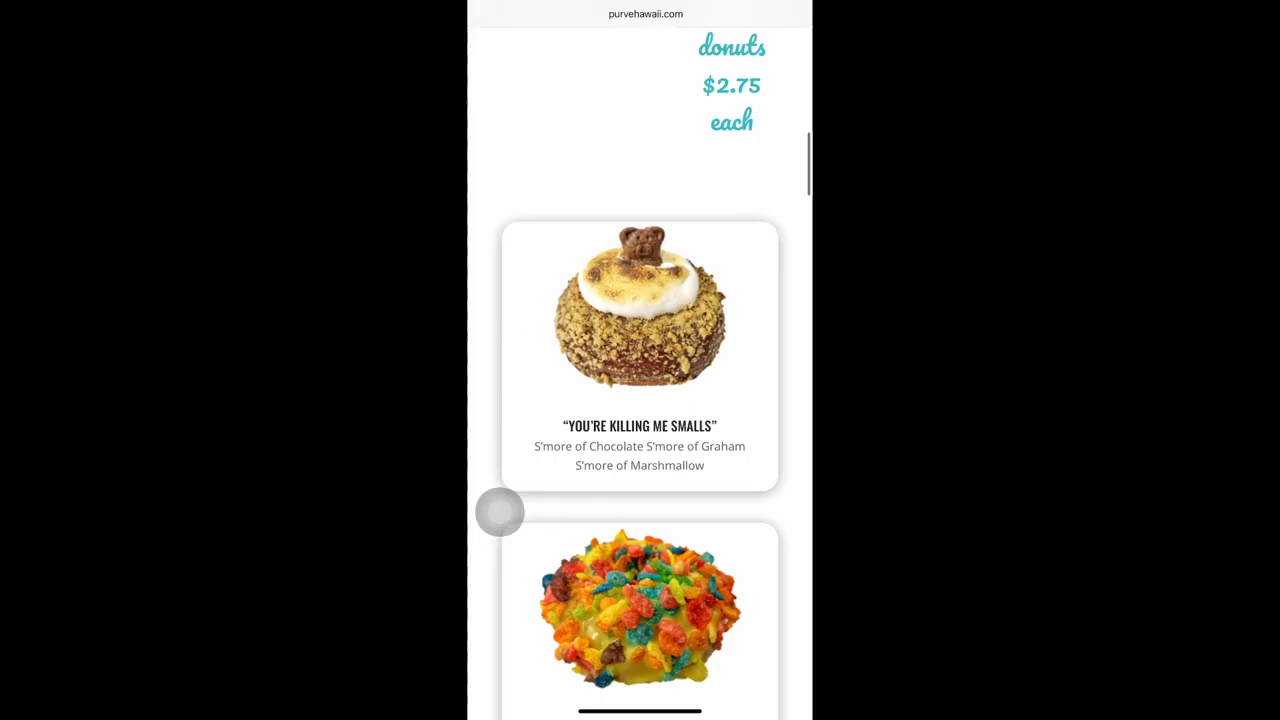 purvehawaii.com
donuts
$2.75
each
“YOU’RE KILLING ME SMALLS”
S’more of Chocolate S’more of Graham
S’more of Marshmallow